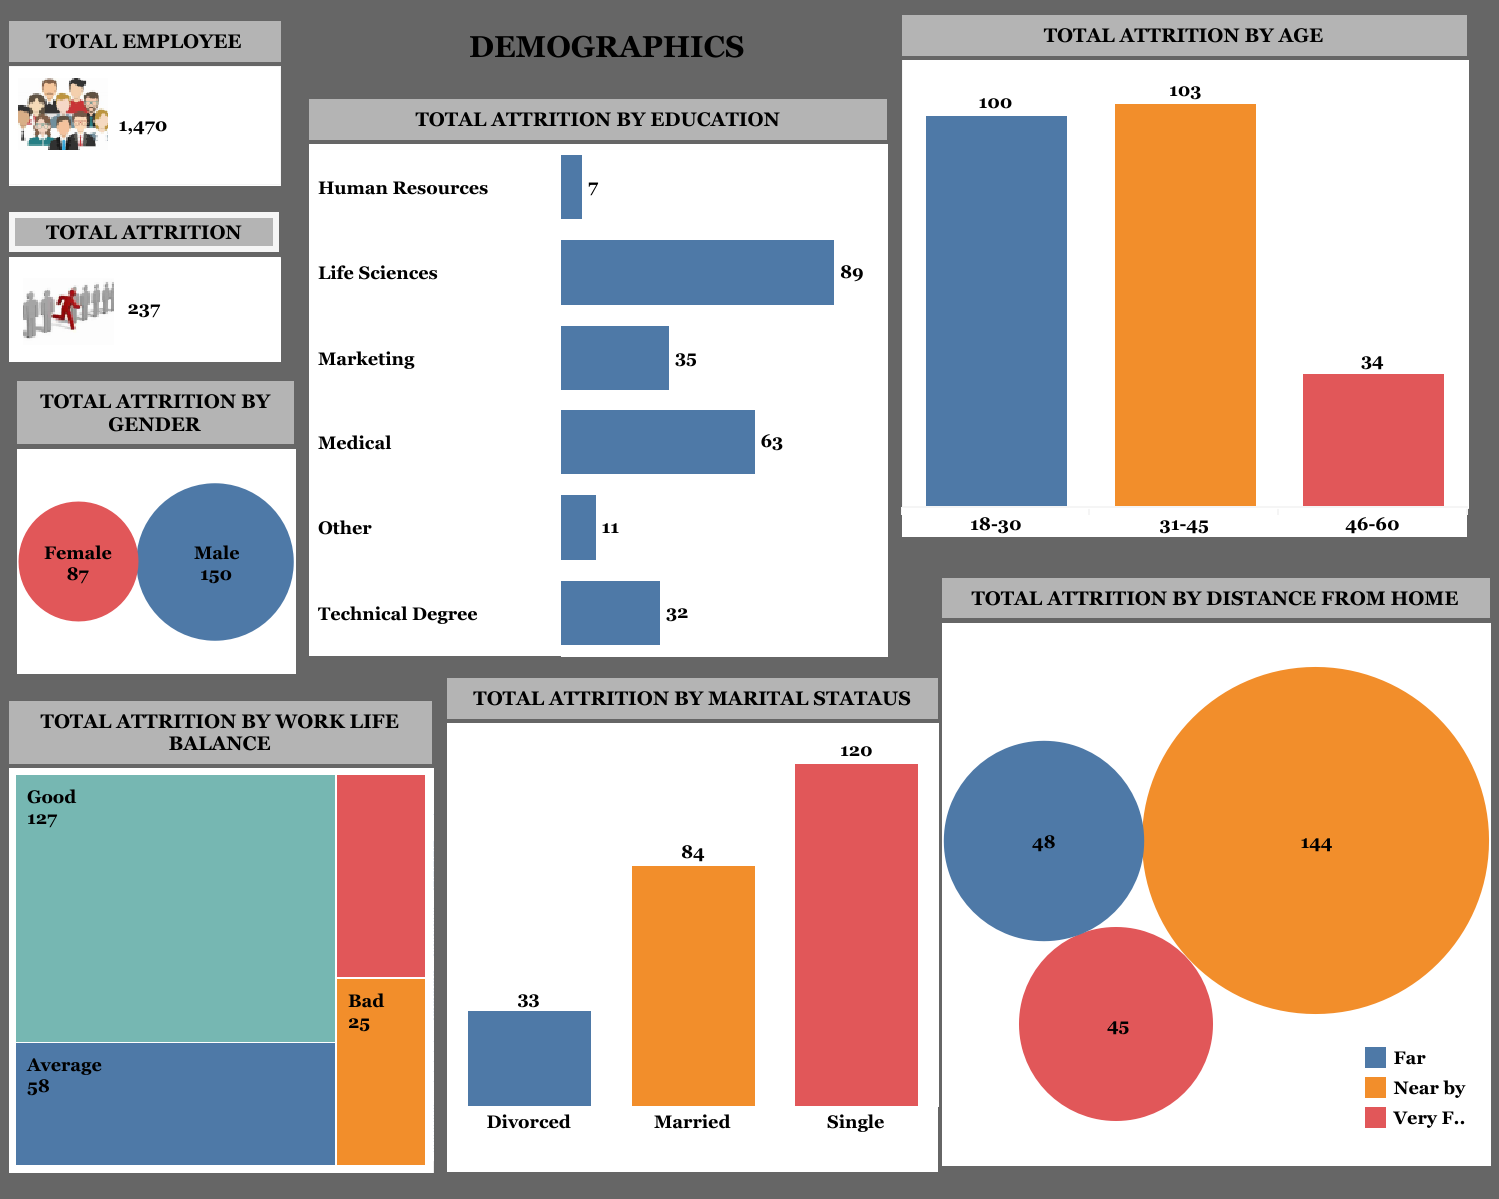 TOTAL EMPLOYEE
1,470
TOTAL ATTRITION
237
TOTAL ATTRITION BY
GENDER
Female
87
Male
150
DEMOGRAPHICS
TOTAL ATTRITION BY EDUCATION
Human Resources
7
Life Sciences
89
Marketing
35
Medical
63
Other
11
Technical Degree
32
TOTAL ATTRITION BY AGE
100
103
34
18-30
31-45
46-60
TOTAL ATTRITION BY WORK LIFE
BALANCE
Good
127
Average
58
Bad
25
TOTAL ATTRITION BY MARITAL STATAUS
33
84
120
Divorced
Married
Single
TOTAL ATTRITION BY DISTANCE FROM HOME
48
144
45
Far
Near by
Very F..